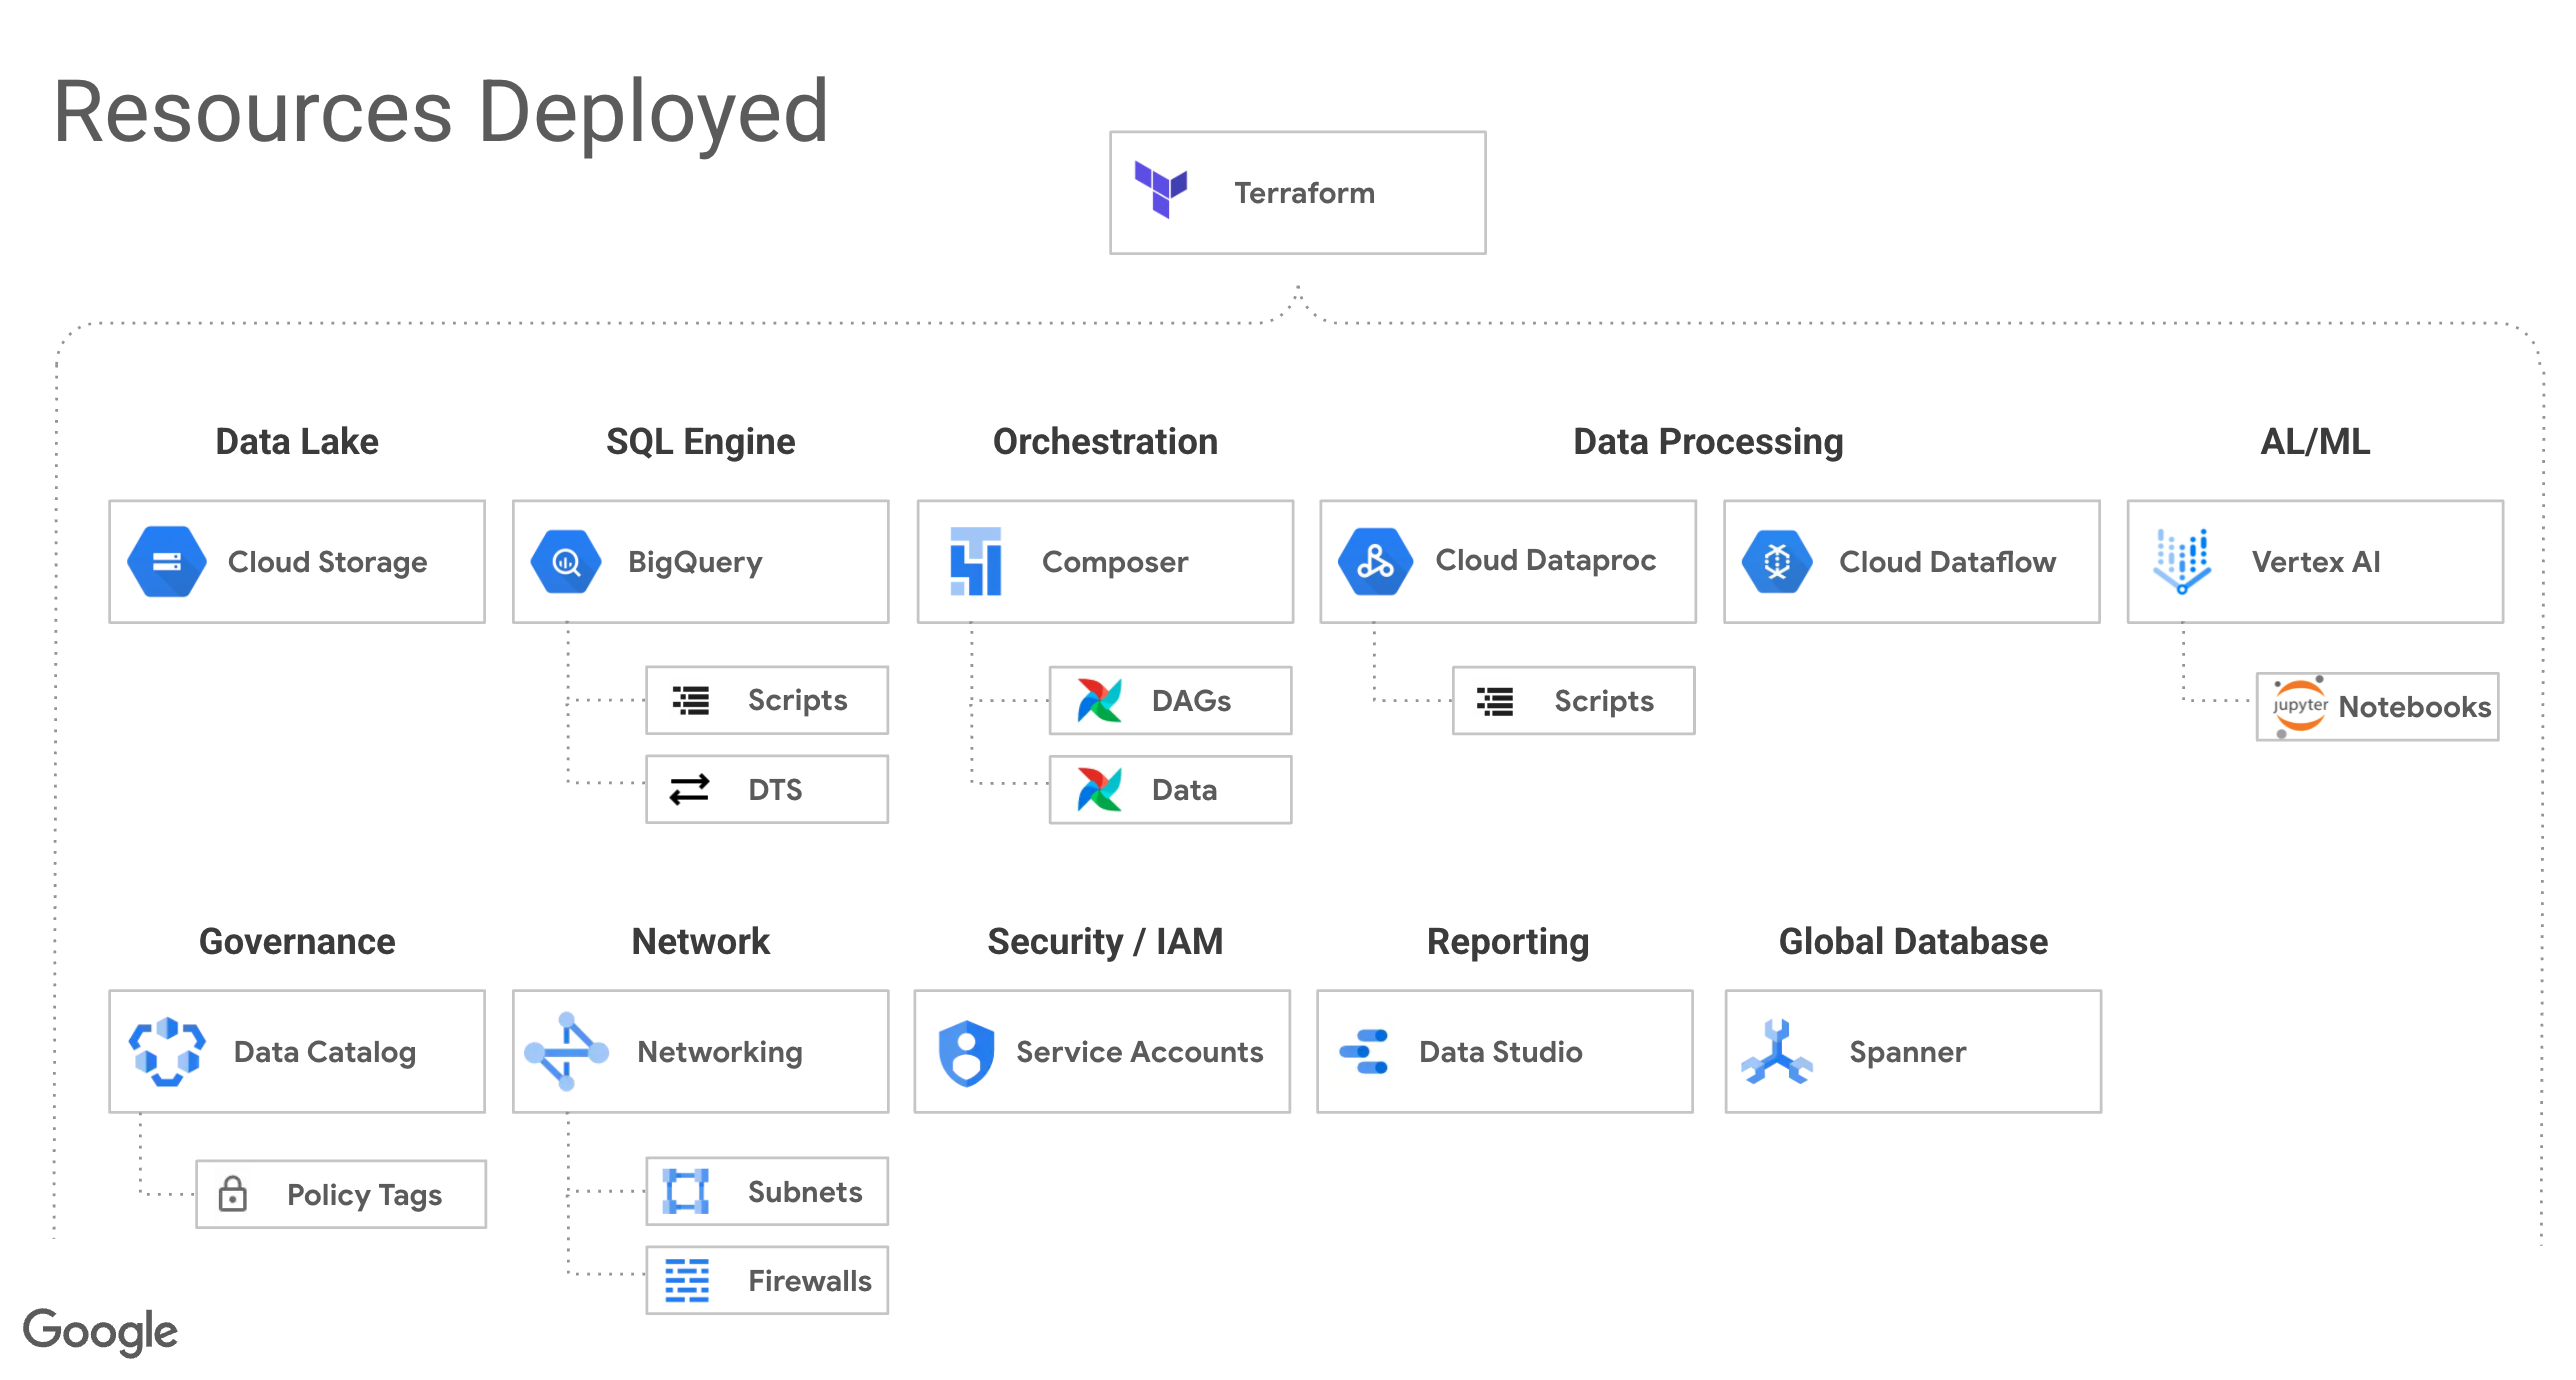 Resources Deployed
Terraform
Data Lake
SQL Engine
Orchestration
Data Processing
AL/ML
Cloud Storage
BigQuery
Composer
Cloud Dataproc
Cloud Dataflow
Vertex AI
Scripts
DAGs
Scripts
jupyter Notebooks
DTS
Data
Governance
Network
Security / IAM
Reporting
Global Database
Data Catalog
Networking
Service Accounts
Data Studio
Spanner
Policy Tags
Subnets
Firewalls
Google